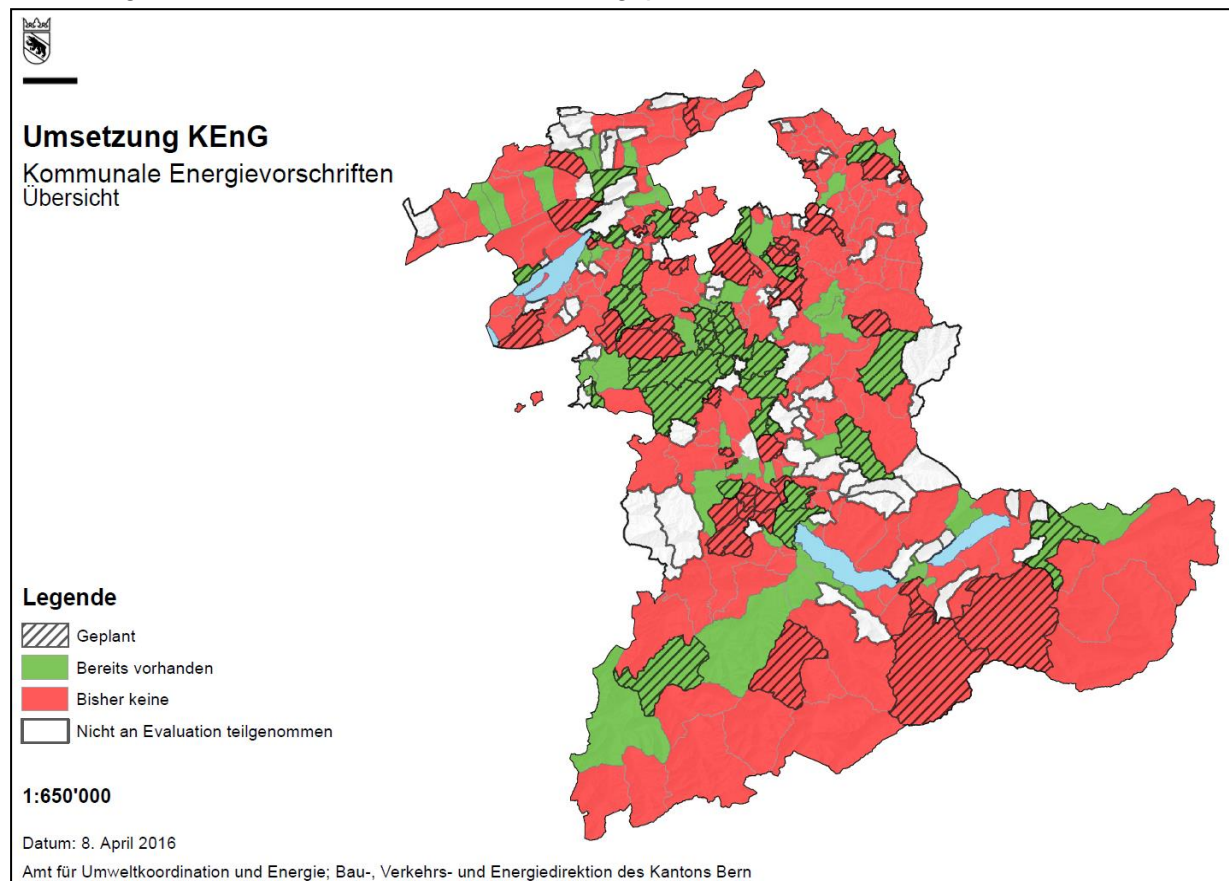 Umsetzung KEnG
Kommunale Energievorschriften
Übersicht
Legende
Geplant
Bereits vorhanden
Bisher keine
Nicht an Evaluation teilgenommen
1:650'000
Datum: 8. April 2016
Amt für Umweltkoordination und Energie; Bau-, Verkehrs- und Energiedirektion des Kantons Bern